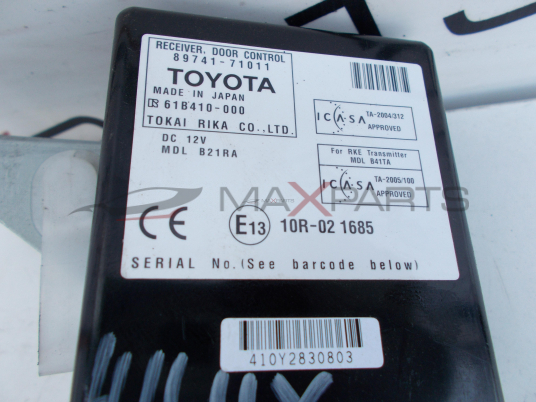 RECEIVER, DOOR CONTROL
89741-71011
TOYOTA
MADE IN JAPAN
61B410-000
TOKAI RIKA CO., LTD.
DC 12V
MDL B21RA
ICASA TA-2004/312
APPROVED
For RKE Transmitter
MDL B41TA
ICASA TA-2005/100
APPROVED
MAXPARTS
CE E13 10R-02 1685
SERIAL No. (See barcode below)
410Y2830803
HILUX